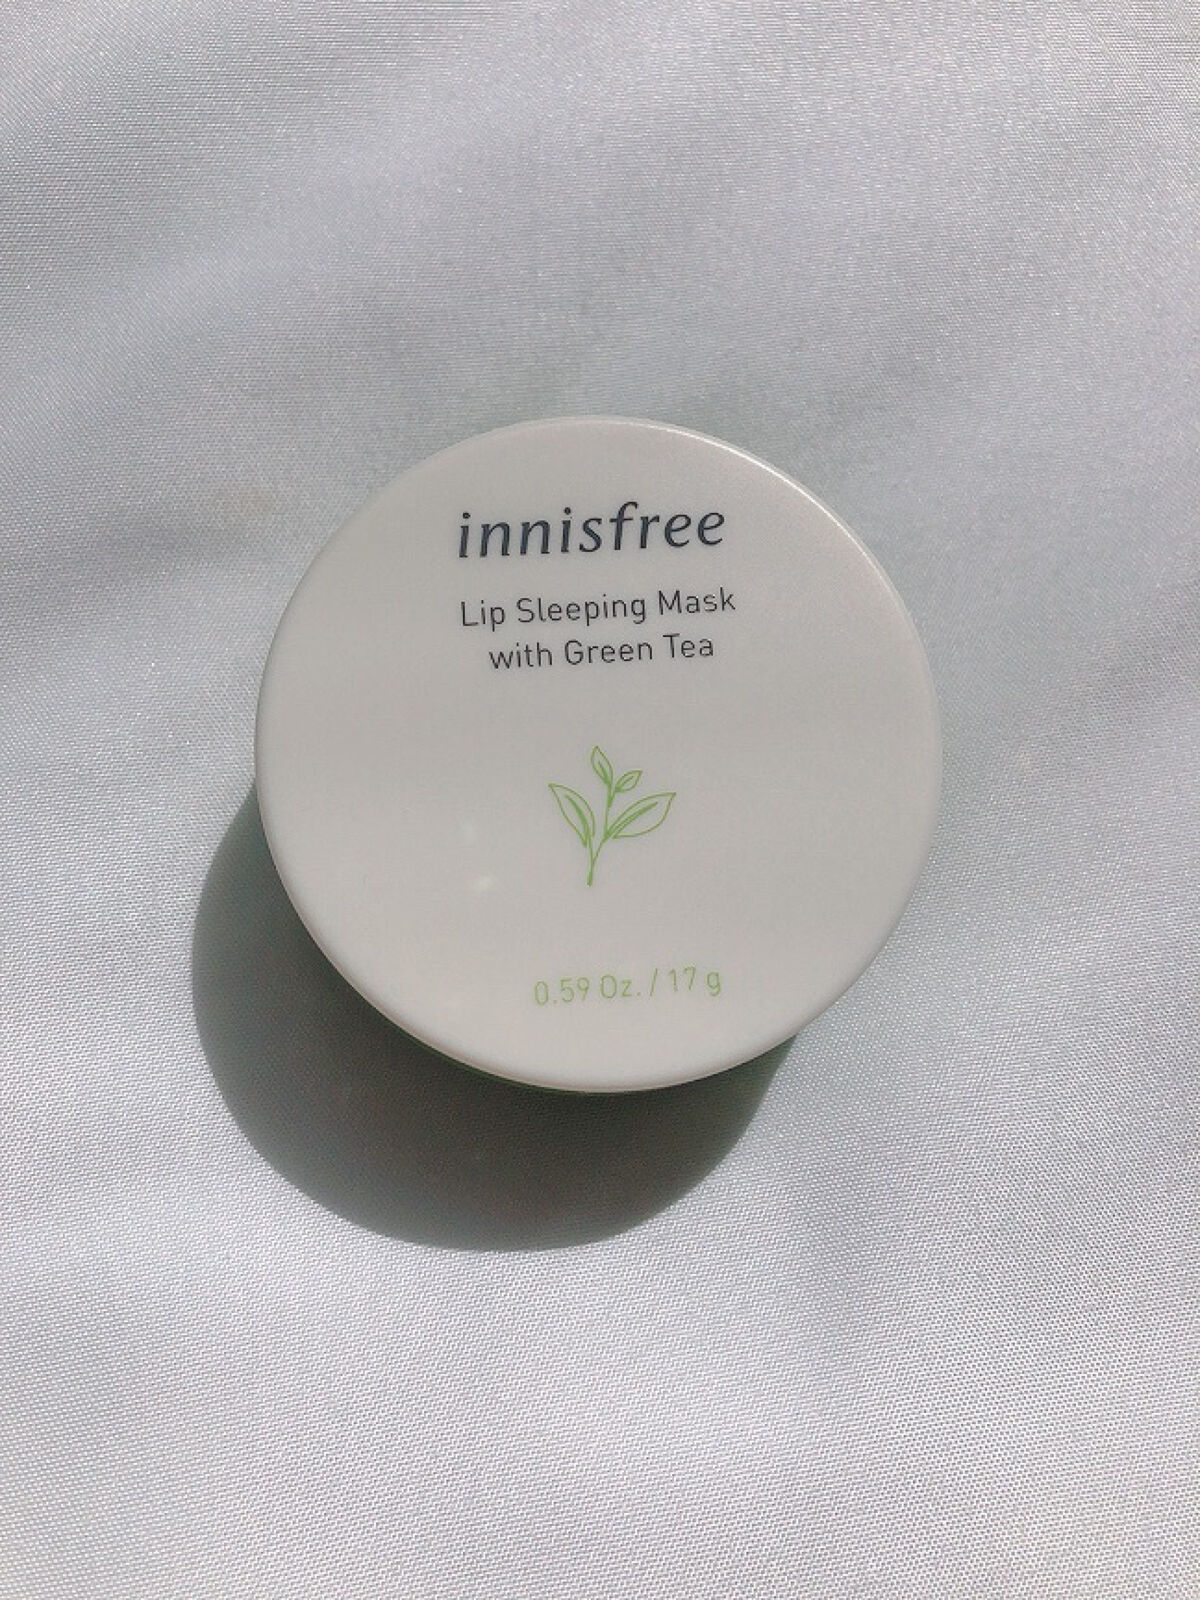 innisfree
Lip Sleeping Mask
with Green Tea
0.59 Oz. / 17 g